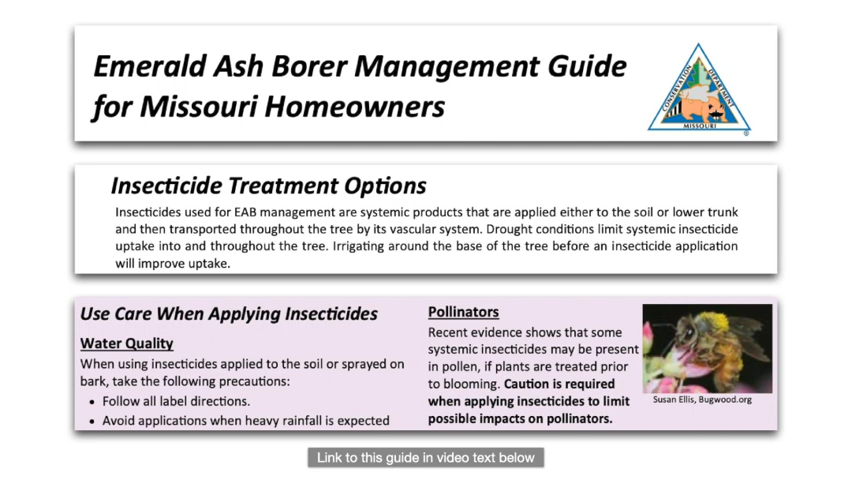 Emerald Ash Borer Management Guide
for Missouri Homeowners
CONSERVATION DEPARTMENT
MISSOURI
®
Insecticide Treatment Options
Insecticides used for EAB management are systemic products that are applied either to the soil or lower trunk
and then transported throughout the tree by its vascular system. Drought conditions limit systemic insecticide
uptake into and throughout the tree. Irrigating around the base of the tree before an insecticide application
will improve uptake.
Use Care When Applying Insecticides
Water Quality
When using insecticides applied to the soil or sprayed on
bark, take the following precautions:
• Follow all label directions.
• Avoid applications when heavy rainfall is expected
Pollinators
Recent evidence shows that some
systemic insecticides may be present
in pollen, if plants are treated prior
to blooming. Caution is required
when applying insecticides to limit
possible impacts on pollinators.
Susan Ellis, Bugwood.org
Link to this guide in video text below